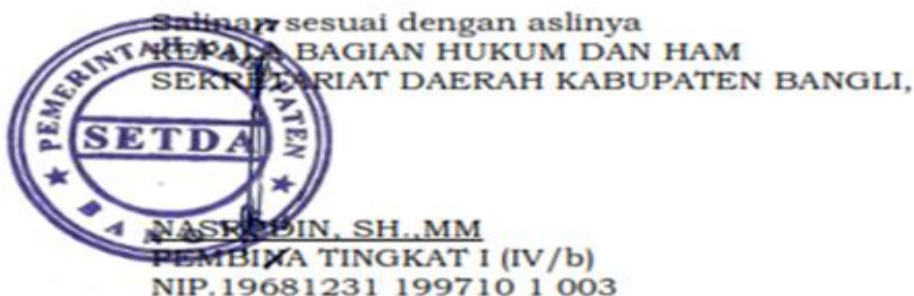 Salinan sesuai dengan aslinya
KEPALA BAGIAN HUKUM DAN HAM
SEKRETARIAT DAERAH KABUPATEN BANGLI,
PEMERINTAH KABUPATEN
SETDA
BANGLI
NASRUDIN, SH.,MM
PEMBINA TINGKAT I (IV/b)
NIP.19681231 199710 1 003